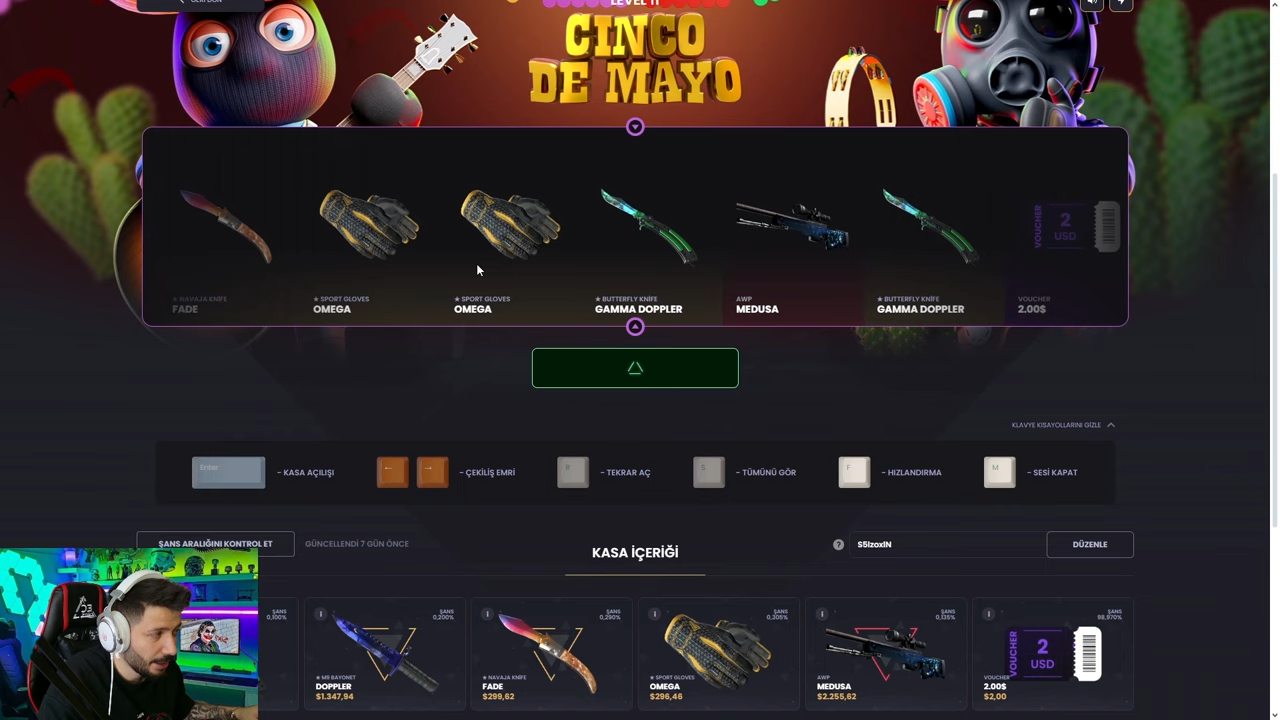 GERİ DÖN
LEVEL 11
CINCO
DE MAYO
VOUCHER
2
USD
★ NAVAJA KNIFE
FADE
★ SPORT GLOVES
OMEGA
★ SPORT GLOVES
OMEGA
★ BUTTERFLY KNIFE
GAMMA DOPPLER
AWP
MEDUSA
★ BUTTERFLY KNIFE
GAMMA DOPPLER
VOUCHER
2.00$
KLAVYE KISAYOLLARINI GİZLE
Enter
- KASA AÇILIŞI
← →
- ÇEKİLİŞ EMRİ
R
- TEKRAR AÇ
S
- TÜMÜNÜ GÖR
F
- HIZLANDIRMA
M
- SESİ KAPAT
ŞANS ARALIĞINI KONTROL ET
GÜNCELLENDİ 7 GÜN ÖNCE
KASA İÇERİĞİ
?
S5IzoxIN
DÜZENLE
ŞANS
0,100%
ŞANS
0,200%
★ M9 BAYONET
DOPPLER
$1.347,94
ŞANS
0,290%
★ NAVAJA KNIFE
FADE
$299,62
ŞANS
0,305%
★ SPORT GLOVES
OMEGA
$296,46
ŞANS
0,135%
AWP
MEDUSA
$2.255,62
ŞANS
98,970%
VOUCHER
2
USD
VOUCHER
2.00$
$2,00